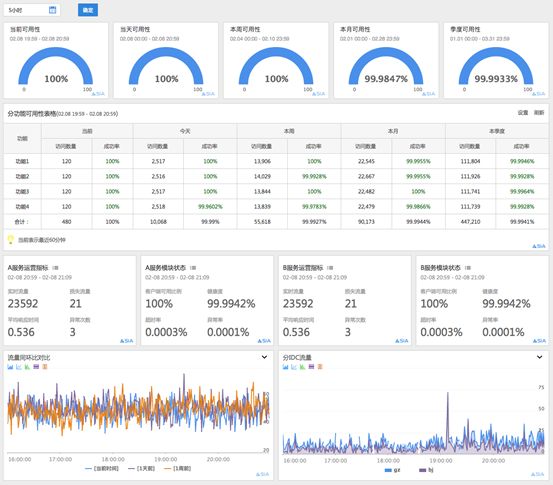 5小时 确定
当前可用性 当天可用性 本周可用性 本月可用性 季度可用性
02.08 19:59 - 02.08 20:59 02.08 00:00 - 02.08 20:59 02.04 00:00 - 02.10 23:59 02.01 00:00 - 02.28 23:59 01.01 00:00 - 03.31 23:59
100% 100% 100% 99.9847% 99.9933%
0 100 0 100 0 100 0 100 0 100
SIA SIA SIA SIA SIA
分功能可用性表格(02.08 19:59 - 02.08 20:59) 设置 刷新
功能 当前 今天 本周 本月 本季度
访问数量 成功率 访问数量 成功率 访问数量 成功率 访问数量 成功率 访问数量 成功率
功能1 120 100% 2,517 100% 13,906 100% 22,545 99.9955% 111,804 99.9946%
功能2 120 100% 2,516 100% 14,029 99.9928% 22,667 99.9955% 111,926 99.9928%
功能3 120 100% 2,517 100% 13,844 100% 22,482 100% 111,741 99.9964%
功能4 120 100% 2,518 99.9602% 13,839 99.9783% 22,479 99.9866% 111,739 99.9928%
合计： 480 100% 10,068 99.99% 55,618 99.9927% 90,173 99.9944% 447,210 99.9941%
当前表示最近60分钟
SIA
A服务运营指标 A服务模块状态 B服务运营指标 B服务模块状态
02-08 20:59 - 02-08 21:09 02-08 20:59 - 02-08 21:09 02-08 20:59 - 02-08 21:09 02-08 20:59 - 02-08 21:09
实时流量 损失流量 客户端可用比例 健康度 实时流量 损失流量 客户端可用比例 健康度
23592 21 100% 99.9942% 23592 21 100% 99.9942%
平均响应时间 异常次数 超时率 异常率 平均响应时间 异常次数 超时率 异常率
0.536 3 0.0003% 0.0001% 0.536 3 0.0003% 0.0001%
SIA SIA SIA SIA
流量同环比对比 分IDC流量
80
60
40
20
16:00:00 17:00:00 18:00:00 19:00:00 20:00:00
[当前时间] [1天前] [1周前]
SIA
75
50
25
0
16:00:00 17:00:00 18:00:00 19:00:00 20:00:00
gz bj
SIA